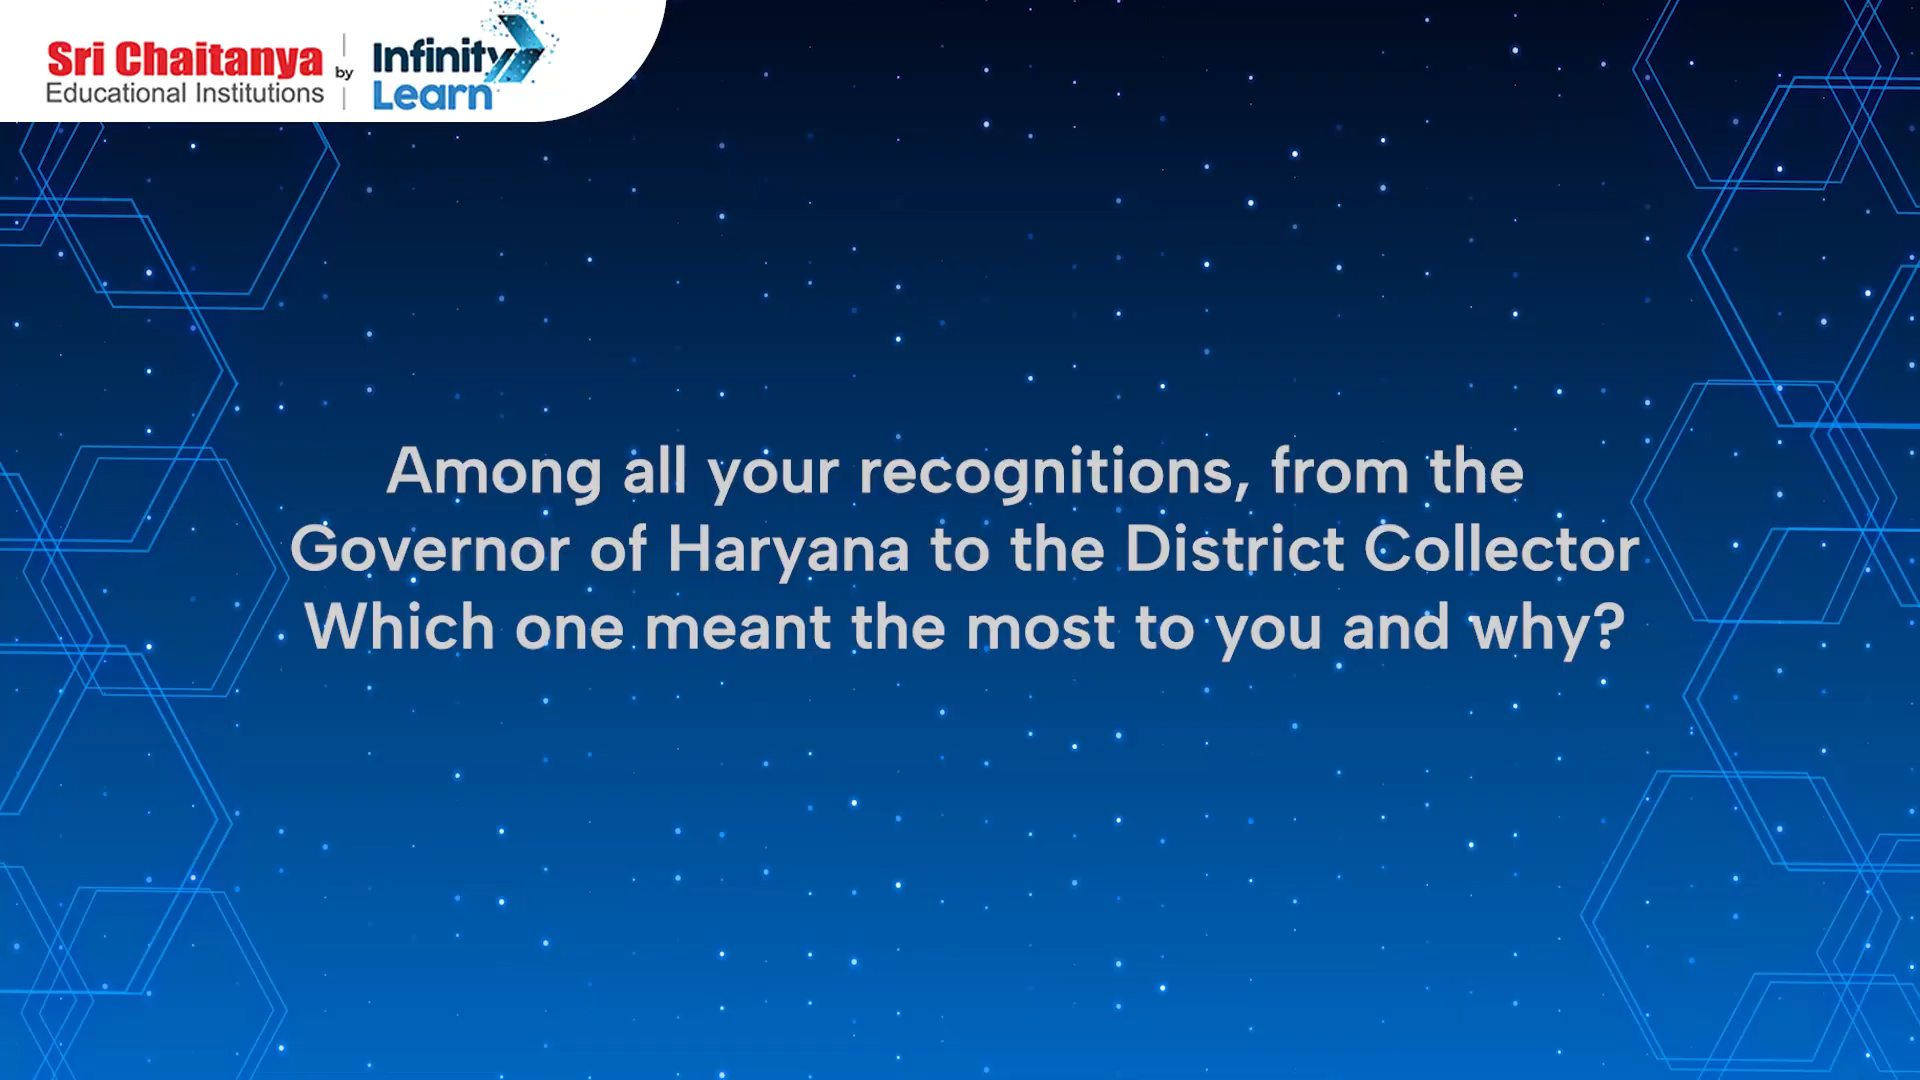 Sri Chaitanya
Educational Institutions
by
Infinity
Learn
Among all your recognitions, from the
Governor of Haryana to the District Collector
Which one meant the most to you and why?